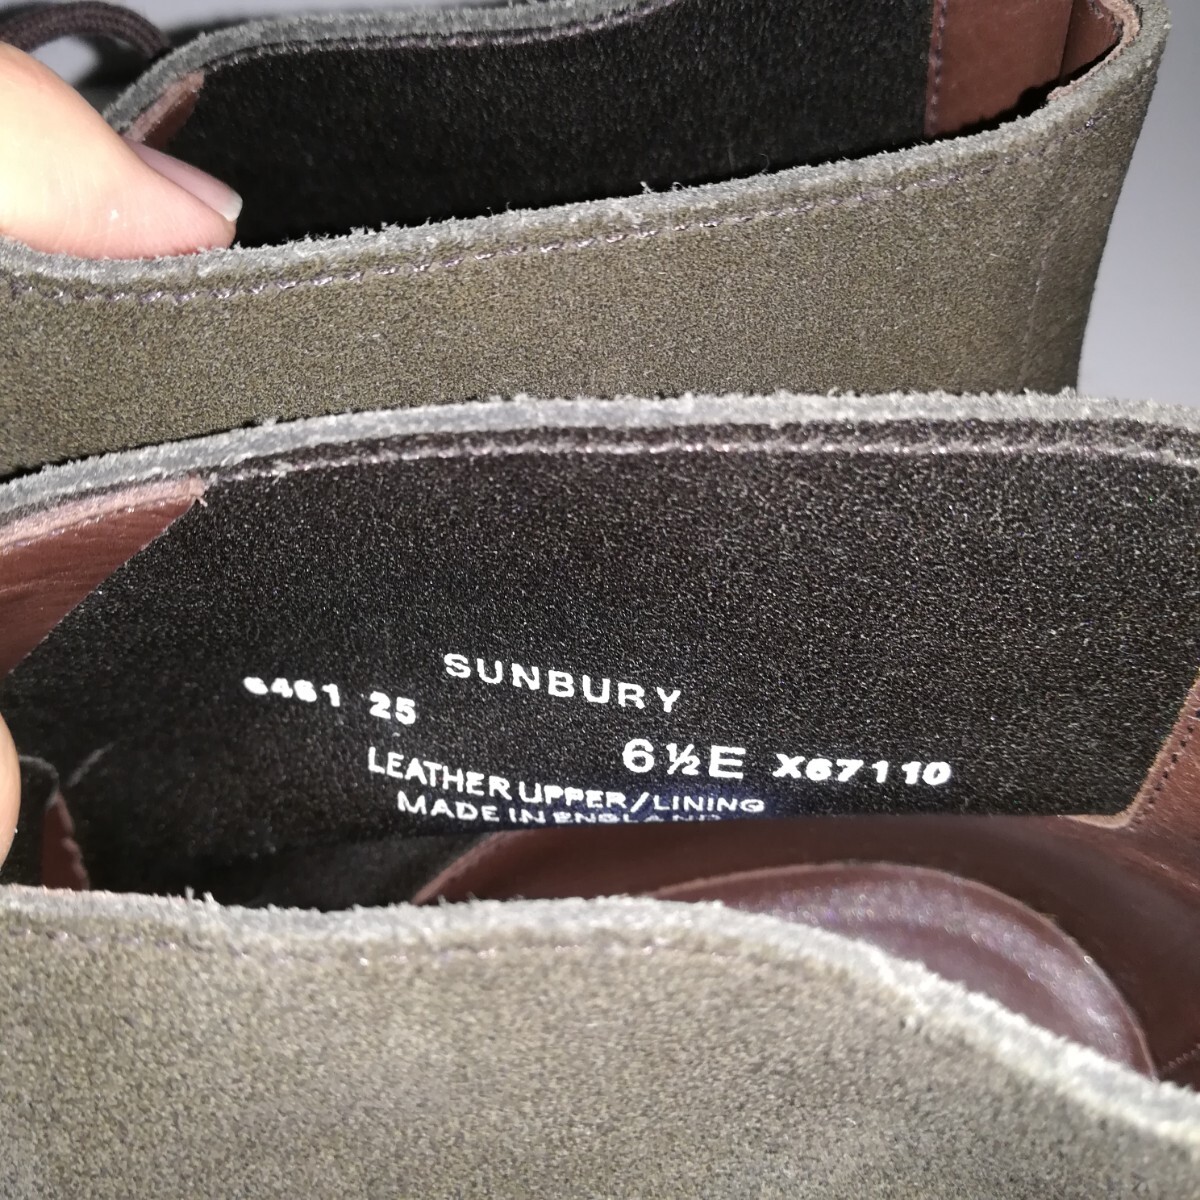 SUNBURY
6461 25
6½E X67110
LEATHER UPPER/LINING
MADE IN ENGLAND